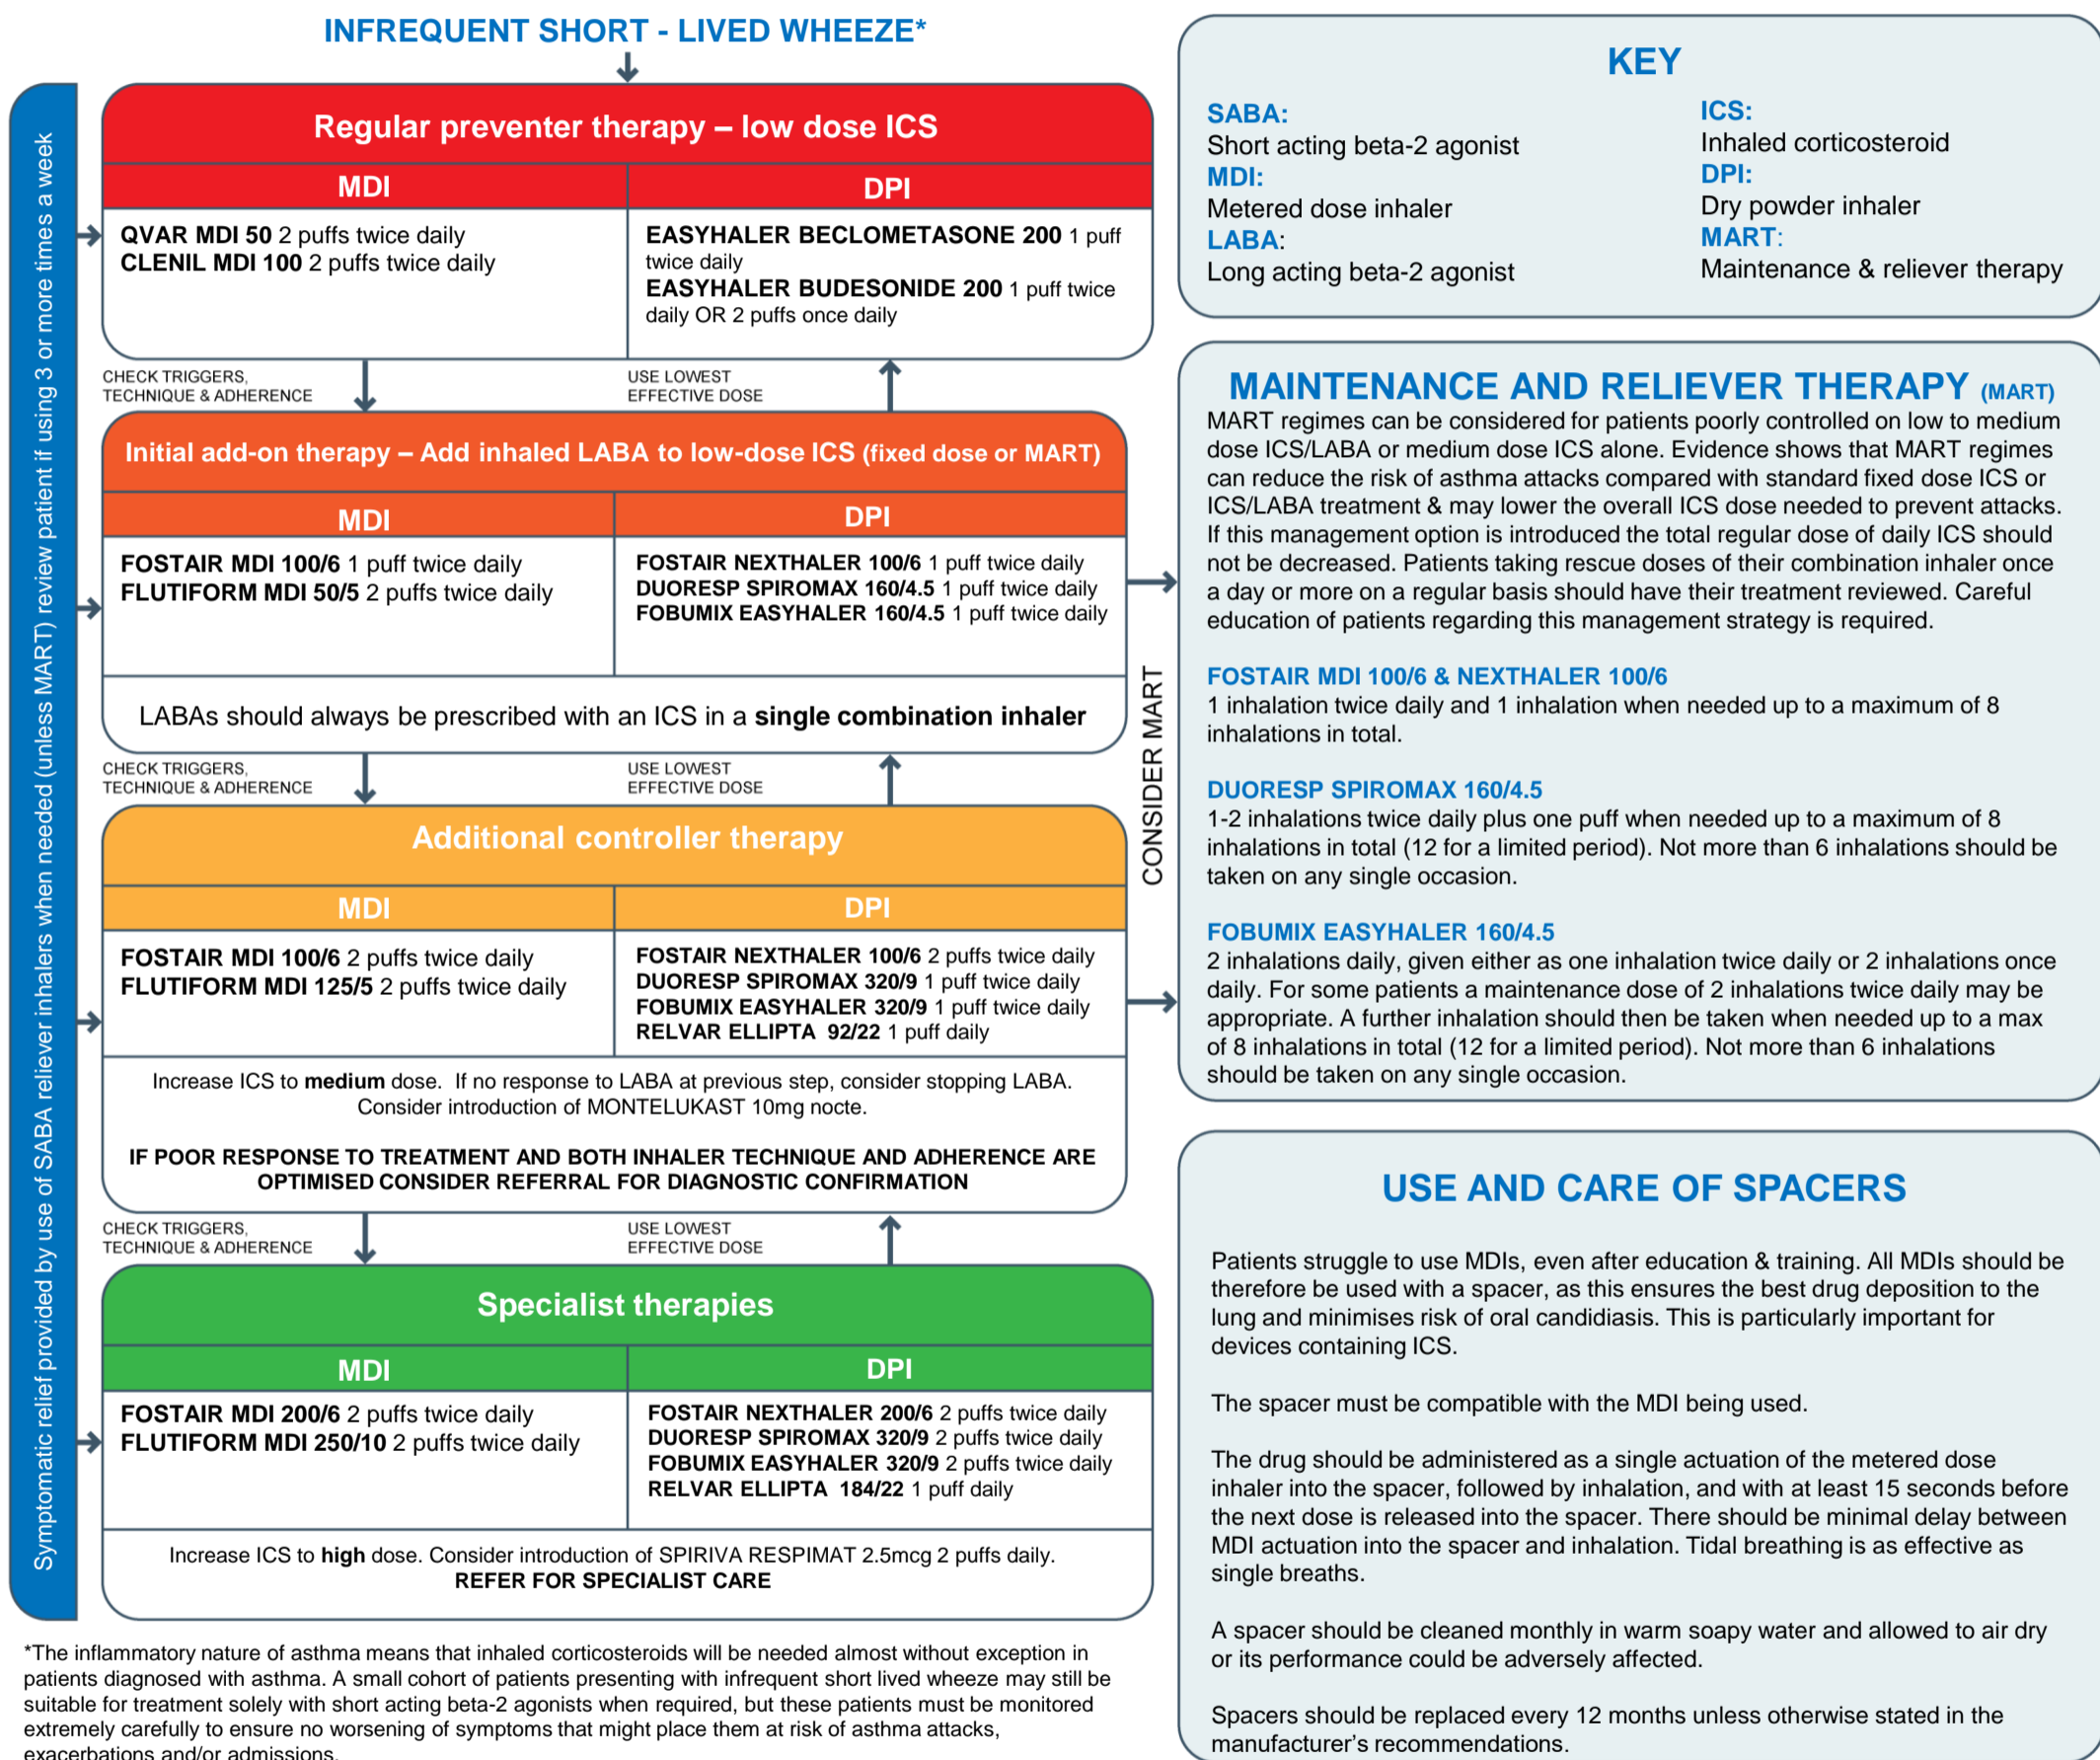 INFREQUENT SHORT - LIVED WHEEZE*
Symptomatic relief provided by use of SABA reliever inhalers when needed (unless MART) review patient if using 3 or more times a week
Regular preventer therapy – low dose ICS
MDI
DPI
QVAR MDI 50 2 puffs twice daily
CLENIL MDI 100 2 puffs twice daily
EASYHALER BECLOMETASONE 200 1 puff
twice daily
EASYHALER BUDESONIDE 200 1 puff twice
daily OR 2 puffs once daily
CHECK TRIGGERS,
TECHNIQUE & ADHERENCE
USE LOWEST
EFFECTIVE DOSE
Initial add-on therapy – Add inhaled LABA to low-dose ICS (fixed dose or MART)
MDI
DPI
FOSTAIR MDI 100/6 1 puff twice daily
FLUTIFORM MDI 50/5 2 puffs twice daily
FOSTAIR NEXTHALER 100/6 1 puff twice daily
DUORESP SPIROMAX 160/4.5 1 puff twice daily
FOBUMIX EASYHALER 160/4.5 1 puff twice daily
LABAs should always be prescribed with an ICS in a single combination inhaler
CHECK TRIGGERS,
TECHNIQUE & ADHERENCE
USE LOWEST
EFFECTIVE DOSE
Additional controller therapy
MDI
DPI
FOSTAIR MDI 100/6 2 puffs twice daily
FLUTIFORM MDI 125/5 2 puffs twice daily
FOSTAIR NEXTHALER 100/6 2 puffs twice daily
DUORESP SPIROMAX 320/9 1 puff twice daily
FOBUMIX EASYHALER 320/9 1 puff twice daily
RELVAR ELLIPTA 92/22 1 puff daily
Increase ICS to medium dose. If no response to LABA at previous step, consider stopping LABA.
Consider introduction of MONTELUKAST 10mg nocte.
IF POOR RESPONSE TO TREATMENT AND BOTH INHALER TECHNIQUE AND ADHERENCE ARE
OPTIMISED CONSIDER REFERRAL FOR DIAGNOSTIC CONFIRMATION
CHECK TRIGGERS,
TECHNIQUE & ADHERENCE
USE LOWEST
EFFECTIVE DOSE
Specialist therapies
MDI
DPI
FOSTAIR MDI 200/6 2 puffs twice daily
FLUTIFORM MDI 250/10 2 puffs twice daily
FOSTAIR NEXTHALER 200/6 2 puffs twice daily
DUORESP SPIROMAX 320/9 2 puffs twice daily
FOBUMIX EASYHALER 320/9 2 puffs twice daily
RELVAR ELLIPTA 184/22 1 puff daily
Increase ICS to high dose. Consider introduction of SPIRIVA RESPIMAT 2.5mcg 2 puffs daily.
REFER FOR SPECIALIST CARE
*The inflammatory nature of asthma means that inhaled corticosteroids will be needed almost without exception in
patients diagnosed with asthma. A small cohort of patients presenting with infrequent short lived wheeze may still be
suitable for treatment solely with short acting beta-2 agonists when required, but these patients must be monitored
extremely carefully to ensure no worsening of symptoms that might place them at risk of asthma attacks,
exacerbations and/or admissions.
CONSIDER MART
KEY
SABA:
Short acting beta-2 agonist
MDI:
Metered dose inhaler
LABA:
Long acting beta-2 agonist
ICS:
Inhaled corticosteroid
DPI:
Dry powder inhaler
MART:
Maintenance & reliever therapy
MAINTENANCE AND RELIEVER THERAPY (MART)
MART regimes can be considered for patients poorly controlled on low to medium
dose ICS/LABA or medium dose ICS alone. Evidence shows that MART regimes
can reduce the risk of asthma attacks compared with standard fixed dose ICS or
ICS/LABA treatment & may lower the overall ICS dose needed to prevent attacks.
If this management option is introduced the total regular dose of daily ICS should
not be decreased. Patients taking rescue doses of their combination inhaler once
a day or more on a regular basis should have their treatment reviewed. Careful
education of patients regarding this management strategy is required.
FOSTAIR MDI 100/6 & NEXTHALER 100/6
1 inhalation twice daily and 1 inhalation when needed up to a maximum of 8
inhalations in total.
DUORESP SPIROMAX 160/4.5
1-2 inhalations twice daily plus one puff when needed up to a maximum of 8
inhalations in total (12 for a limited period). Not more than 6 inhalations should be
taken on any single occasion.
FOBUMIX EASYHALER 160/4.5
2 inhalations daily, given either as one inhalation twice daily or 2 inhalations once
daily. For some patients a maintenance dose of 2 inhalations twice daily may be
appropriate. A further inhalation should then be taken when needed up to a max
of 8 inhalations in total (12 for a limited period). Not more than 6 inhalations
should be taken on any single occasion.
USE AND CARE OF SPACERS
Patients struggle to use MDIs, even after education & training. All MDIs should be
therefore be used with a spacer, as this ensures the best drug deposition to the
lung and minimises risk of oral candidiasis. This is particularly important for
devices containing ICS.
The spacer must be compatible with the MDI being used.
The drug should be administered as a single actuation of the metered dose
inhaler into the spacer, followed by inhalation, and with at least 15 seconds before
the next dose is released into the spacer. There should be minimal delay between
MDI actuation into the spacer and inhalation. Tidal breathing is as effective as
single breaths.
A spacer should be cleaned monthly in warm soapy water and allowed to air dry
or its performance could be adversely affected.
Spacers should be replaced every 12 months unless otherwise stated in the
manufacturer's recommendations.